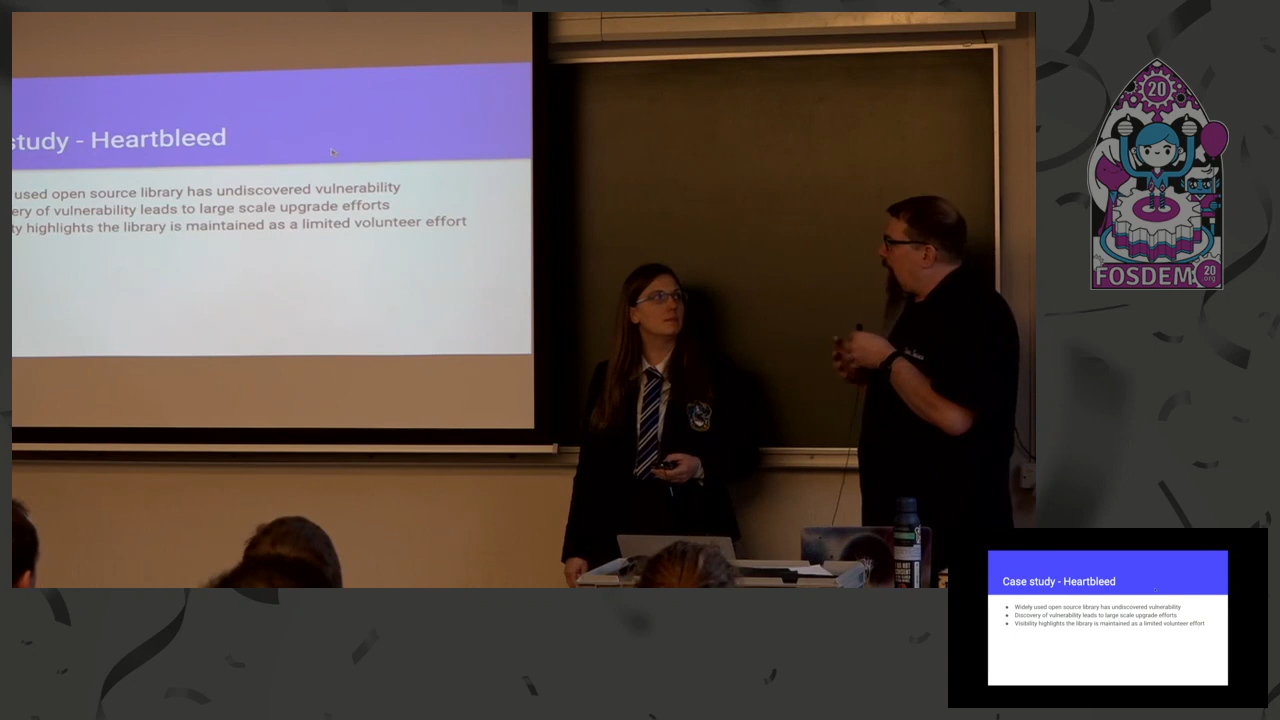 study - Heartbleed
used open source library has undiscovered vulnerability
ery of vulnerability leads to large scale upgrade efforts
ty highlights the library is maintained as a limited volunteer effort
20
FOSDEM
20
.org
Case study - Heartbleed
● Widely used open source library has undiscovered vulnerability
● Discovery of vulnerability leads to large scale upgrade efforts
● Visibility highlights the library is maintained as a limited volunteer effort